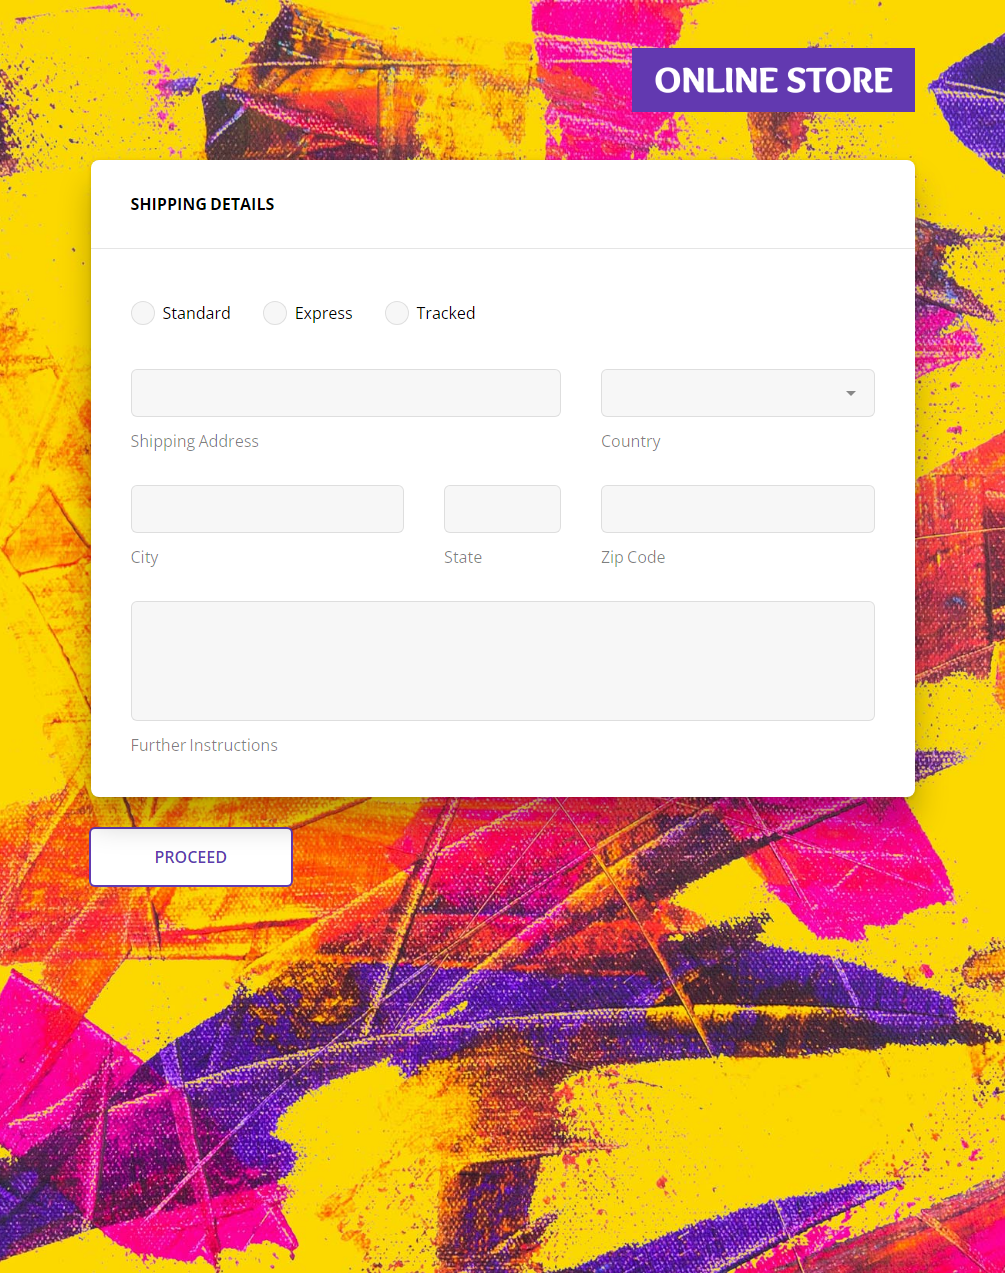 ONLINE STORE
SHIPPING DETAILS
Standard Express Tracked
Shipping Address Country
City State Zip Code
Further Instructions
PROCEED